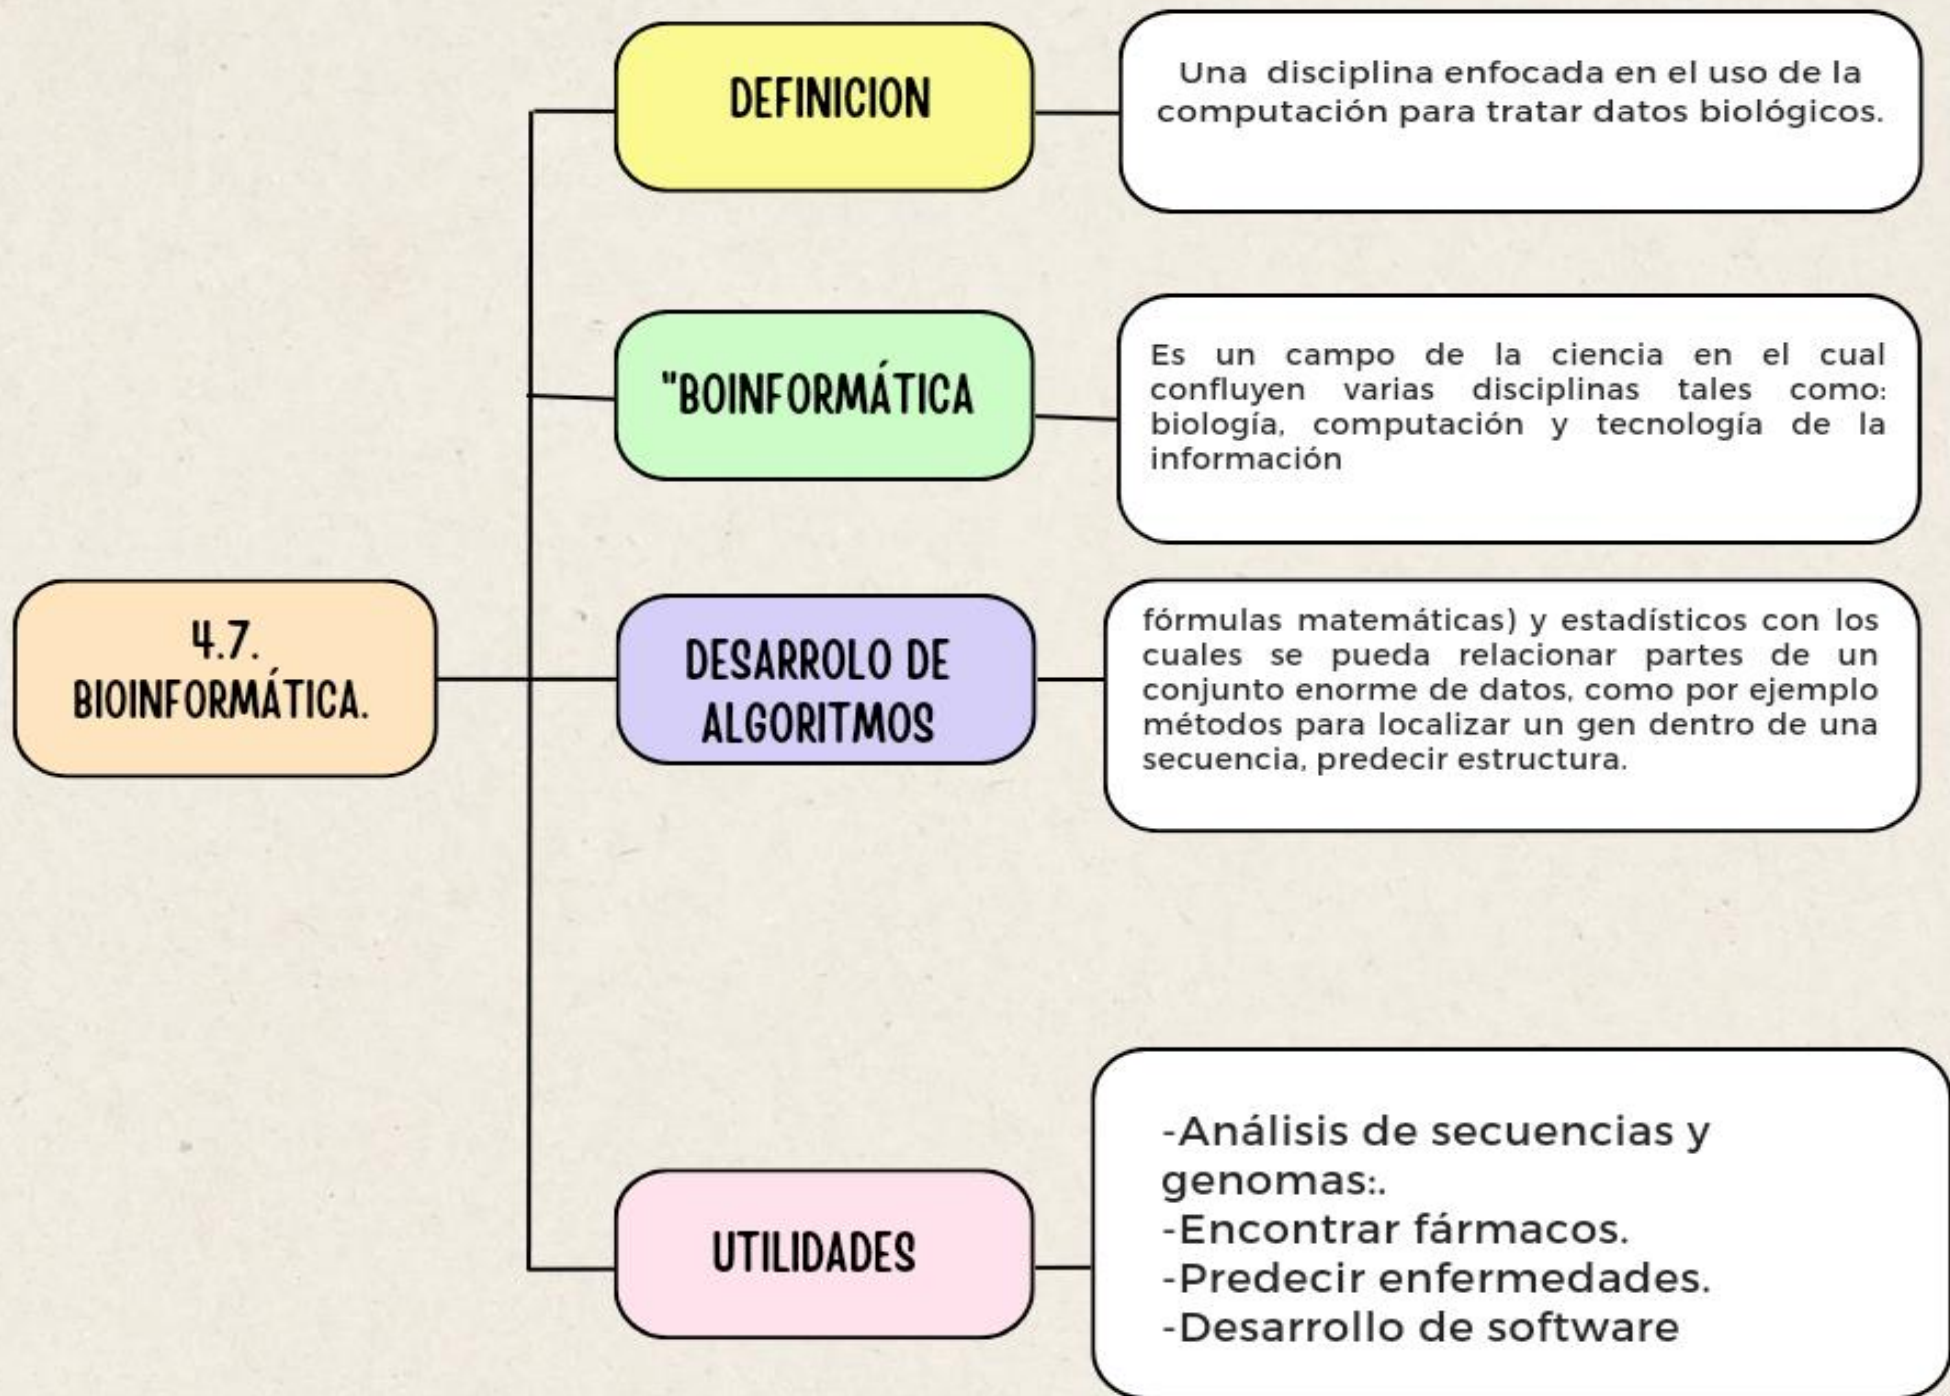 DEFINICION
Una disciplina enfocada en el uso de la
computación para tratar datos biológicos.
"BOINFORMÁTICA
Es un campo de la ciencia en el cual
confluyen varias disciplinas tales como:
biología, computación y tecnología de la
información
4.7.
BIOINFORMÁTICA.
DESARROLO DE
ALGORITMOS
fórmulas matemáticas) y estadísticos con los
cuales se pueda relacionar partes de un
conjunto enorme de datos, como por ejemplo
métodos para localizar un gen dentro de una
secuencia, predecir estructura.
UTILIDADES
-Análisis de secuencias y
genomas:.
-Encontrar fármacos.
-Predecir enfermedades.
-Desarrollo de software